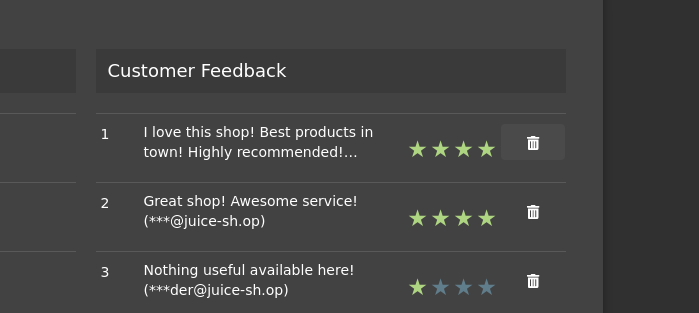 Customer Feedback
1
I love this shop! Best products in
town! Highly recommended!...
2
Great shop! Awesome service!
(***@juice-sh.op)
3
Nothing useful available here!
(***der@juice-sh.op)